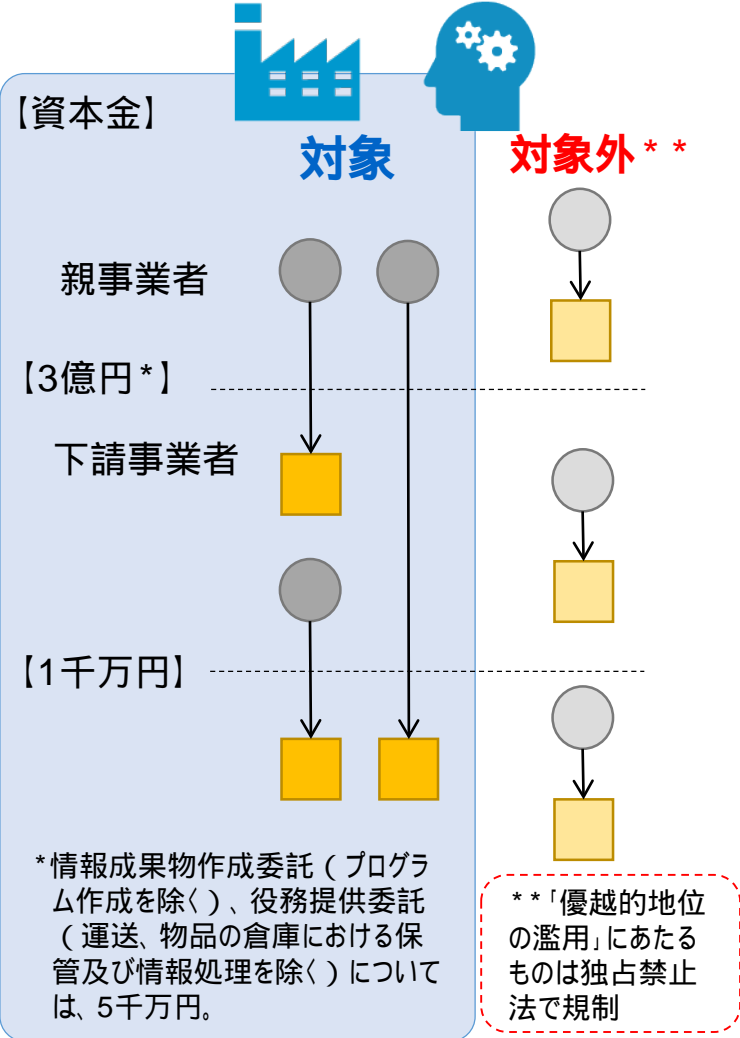 【資本金】
対象
対象外**
親事業者
【3億円*】
下請事業者
【1千万円】
*情報成果物作成委託(プログラ
ム作成を除く)、役務提供委託
(運送、物品の倉庫における保
管及び情報処理を除く)について
は、5千万円。
**「優越的地位
の濫用」にあたる
ものは独占禁止
法で規制